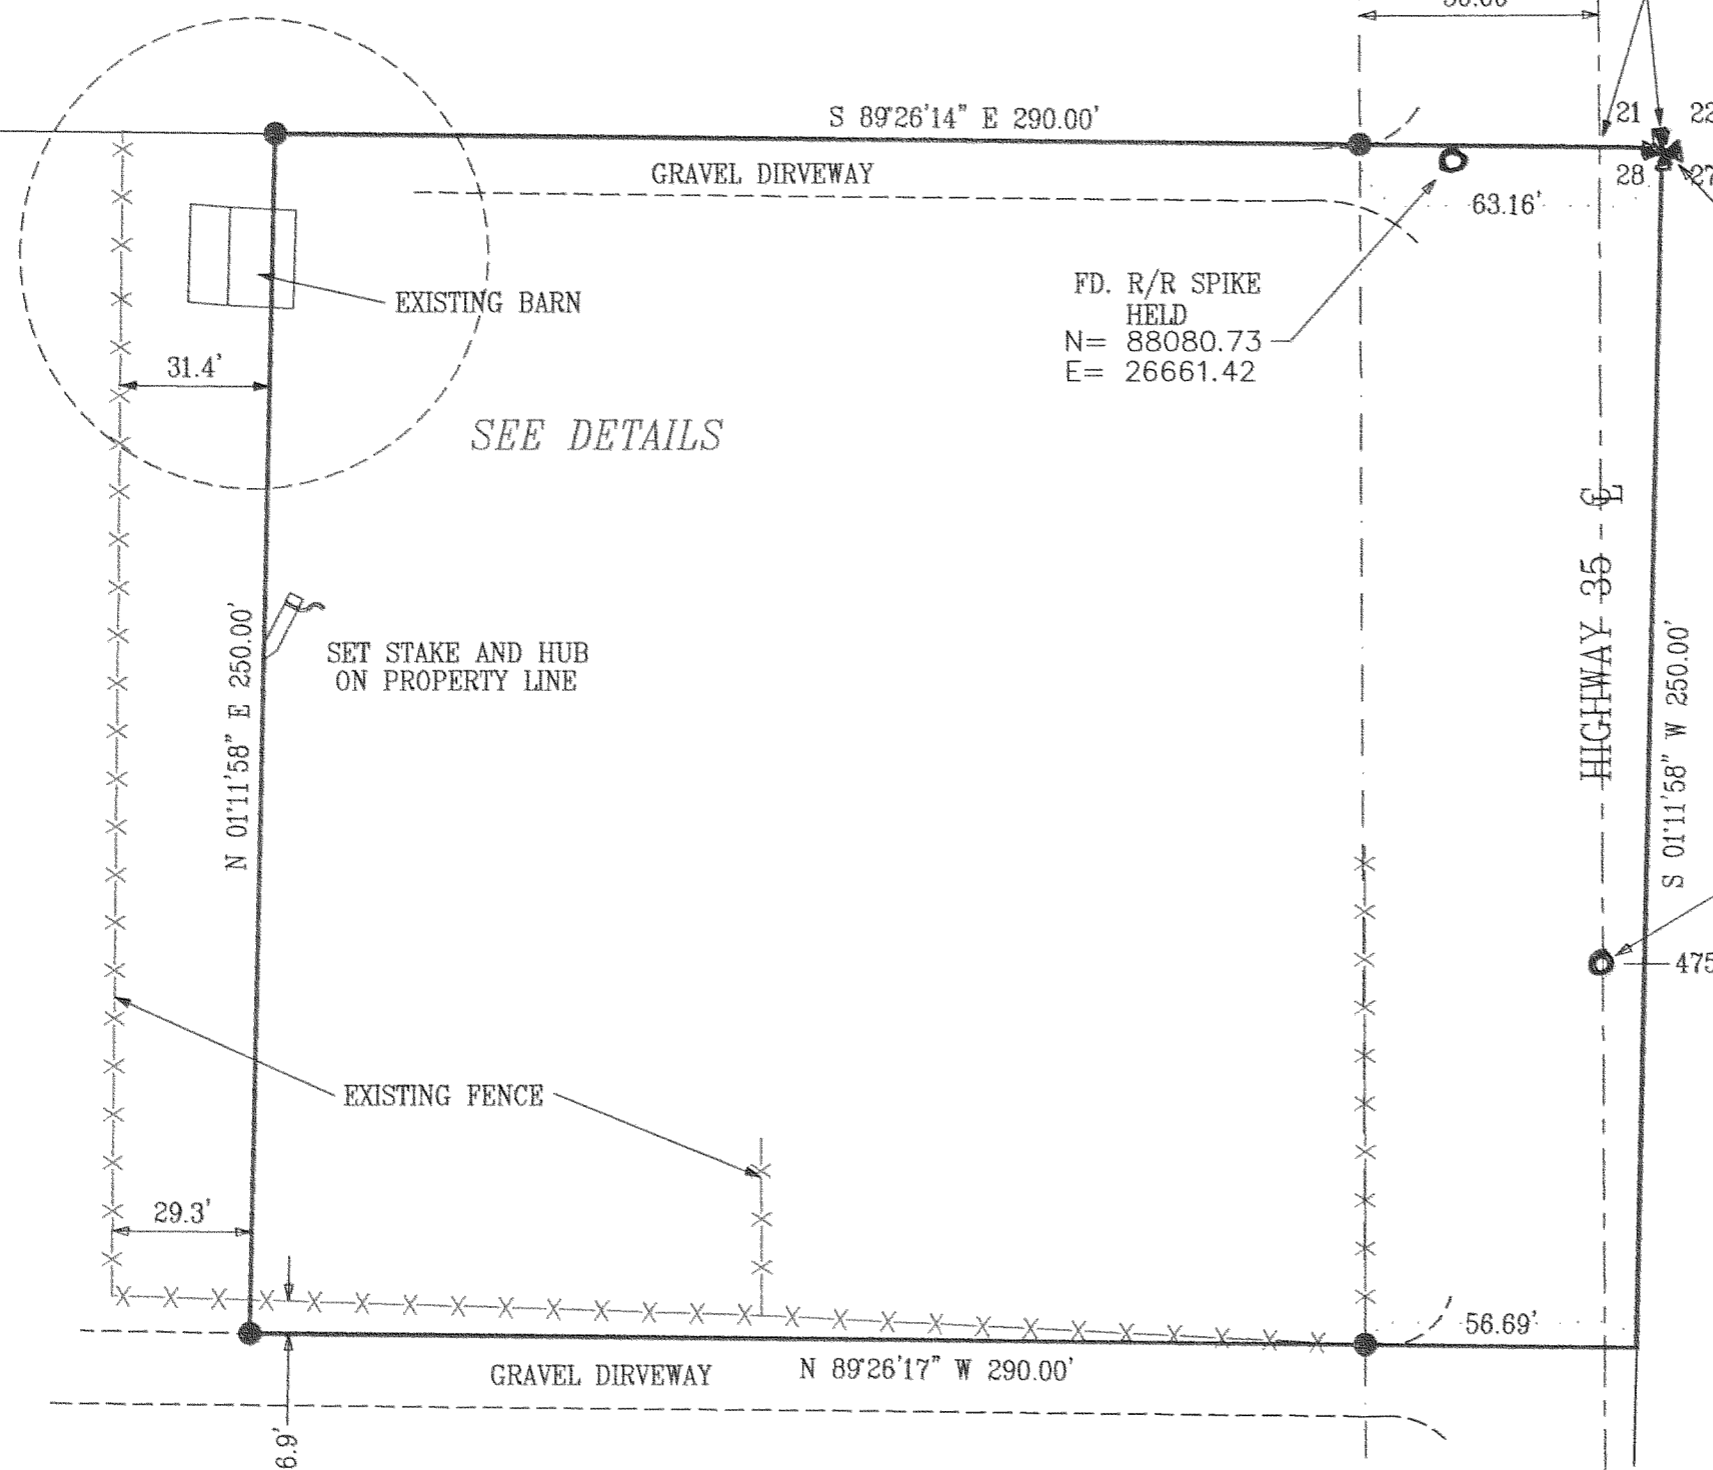 S 89°26'14" E 290.00'
21
22
GRAVEL DIRVEWAY
28
27
63.16'
FD. R/R SPIKE
HELD
N= 88080.73
E= 26661.42
EXISTING BARN
31.4'
SEE DETAILS
HIGHWAY 35
SET STAKE AND HUB
ON PROPERTY LINE
N 01°11'58" E 250.00'
S 01°11'58" W 250.00'
475
EXISTING FENCE
29.3'
56.69'
GRAVEL DIRVEWAY
N 89°26'17" W 290.00'
6.9'